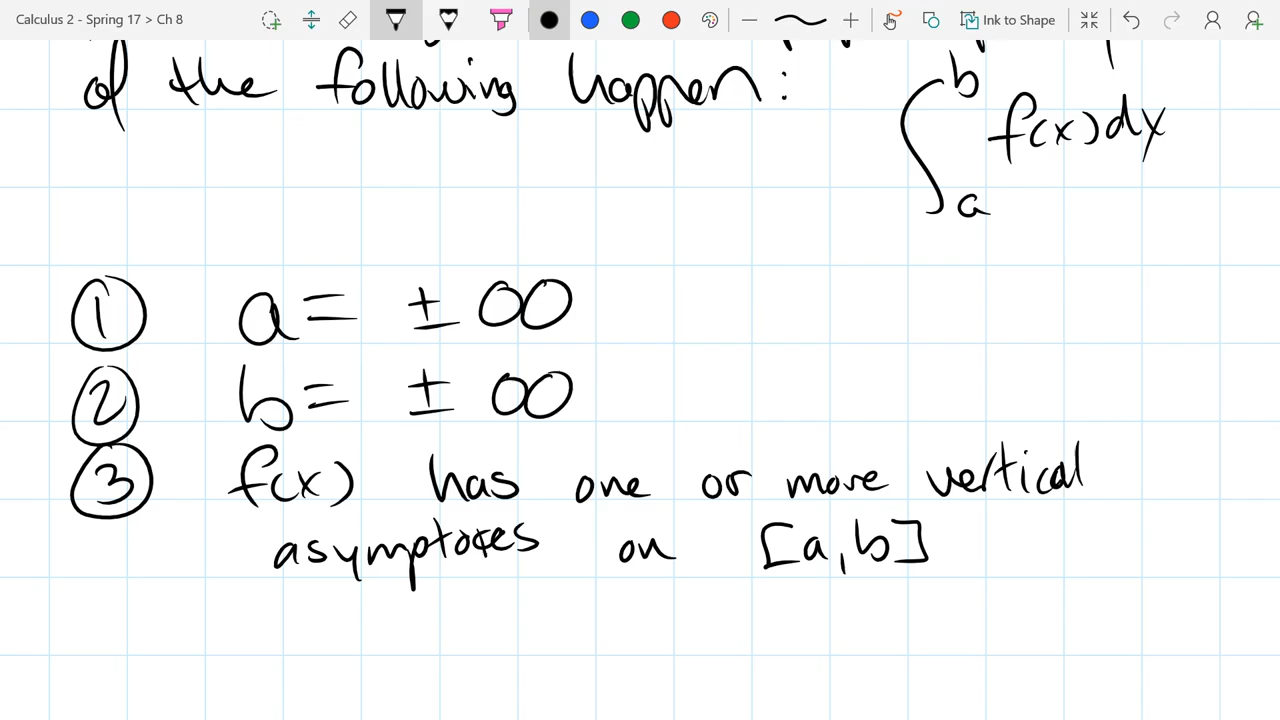 Calculus 2 - Spring 17 > Ch 8
Ink to Shape
of the following happen:
∫_a^b f(x)dx
① a = ± ∞
② b = ± ∞
③ f(x) has one or more vertical
asymptotes on [a,b]